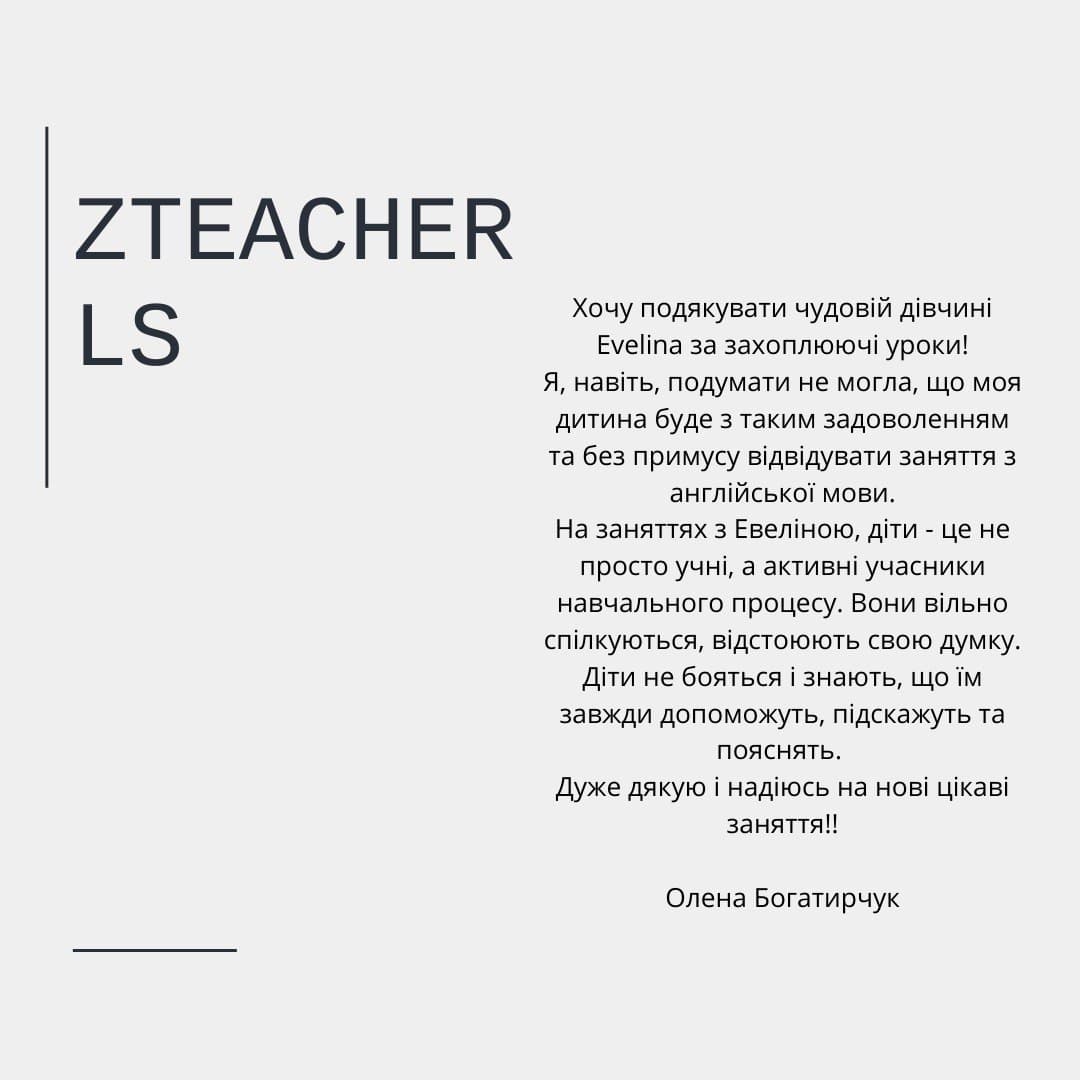 ZTEACHER
LS
Хочу подякувати чудовій дівчині
Evelina за захоплюючі уроки!
Я, навіть, подумати не могла, що моя
дитина буде з таким задоволенням
та без примусу відвідувати заняття з
англійської мови.
На заняттях з Евеліною, діти - це не
просто учні, а активні учасники
навчального процесу. Вони вільно
спілкуються, відстоюють свою думку.
Діти не бояться і знають, що їм
завжди допоможуть, підскажуть та
пояснять.
Дуже дякую і надіюсь на нові цікаві
заняття!!
Олена Богатирчук